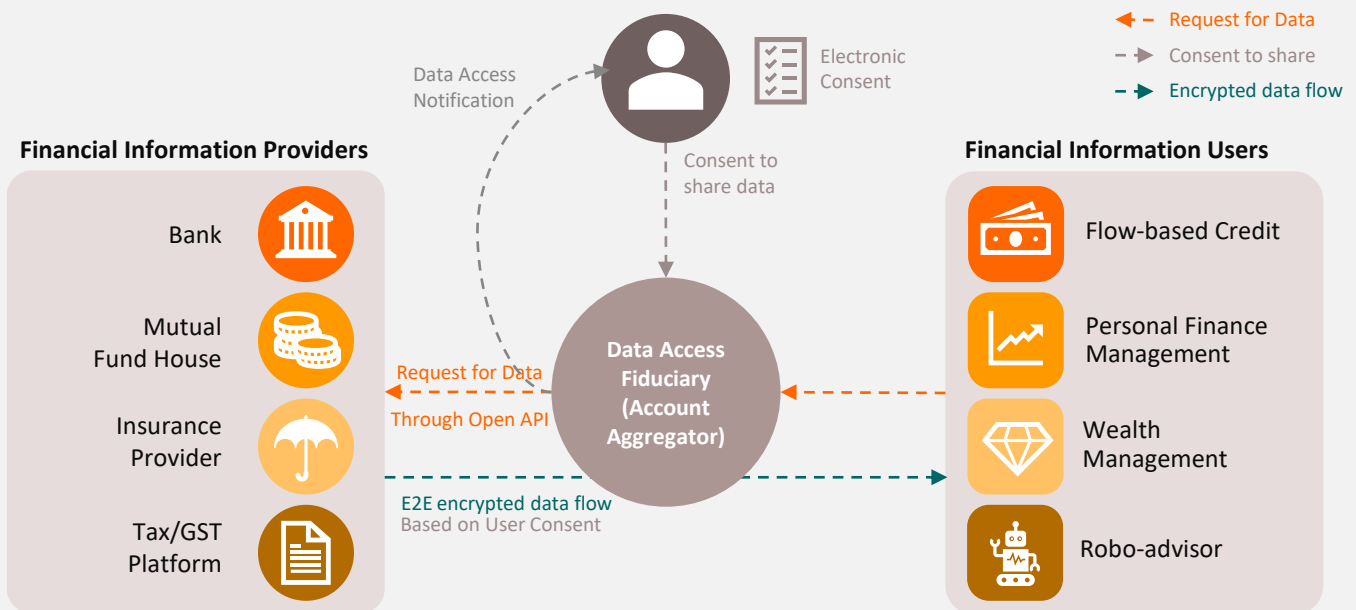 Request for Data
Consent to share
Encrypted data flow
Electronic
Consent
Data Access
Notification
Consent to
share data
Financial Information Providers
Bank
Mutual
Fund House
Insurance
Provider
Tax/GST
Platform
Request for Data
Through Open API
Data Access
Fiduciary
(Account
Aggregator)
E2E encrypted data flow
Based on User Consent
Financial Information Users
Flow-based Credit
Personal Finance
Management
Wealth
Management
Robo-advisor